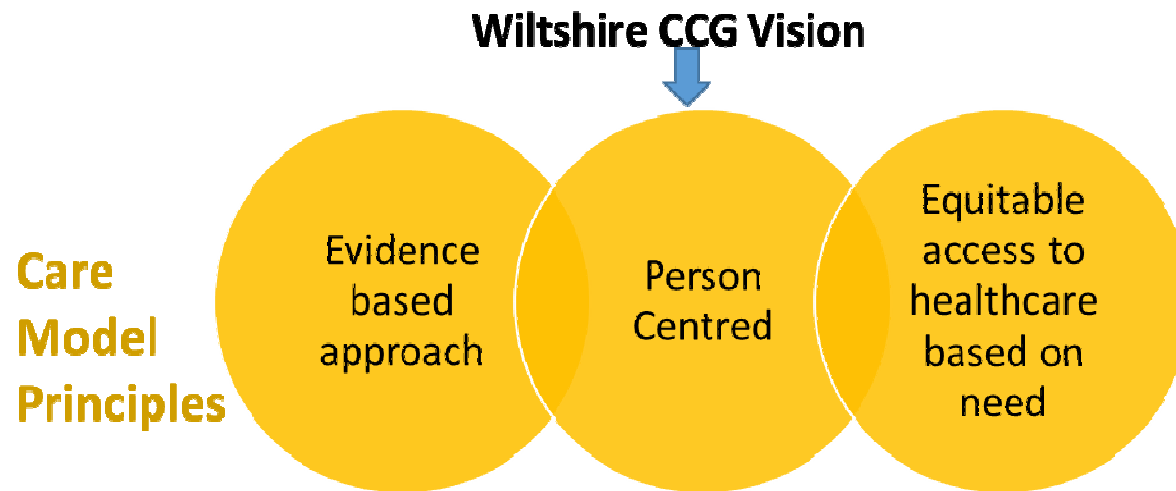 Wiltshire CCG Vision
Care
Model
Principles
Evidence
based
approach
Person
Centred
Equitable
access to
healthcare
based on
need